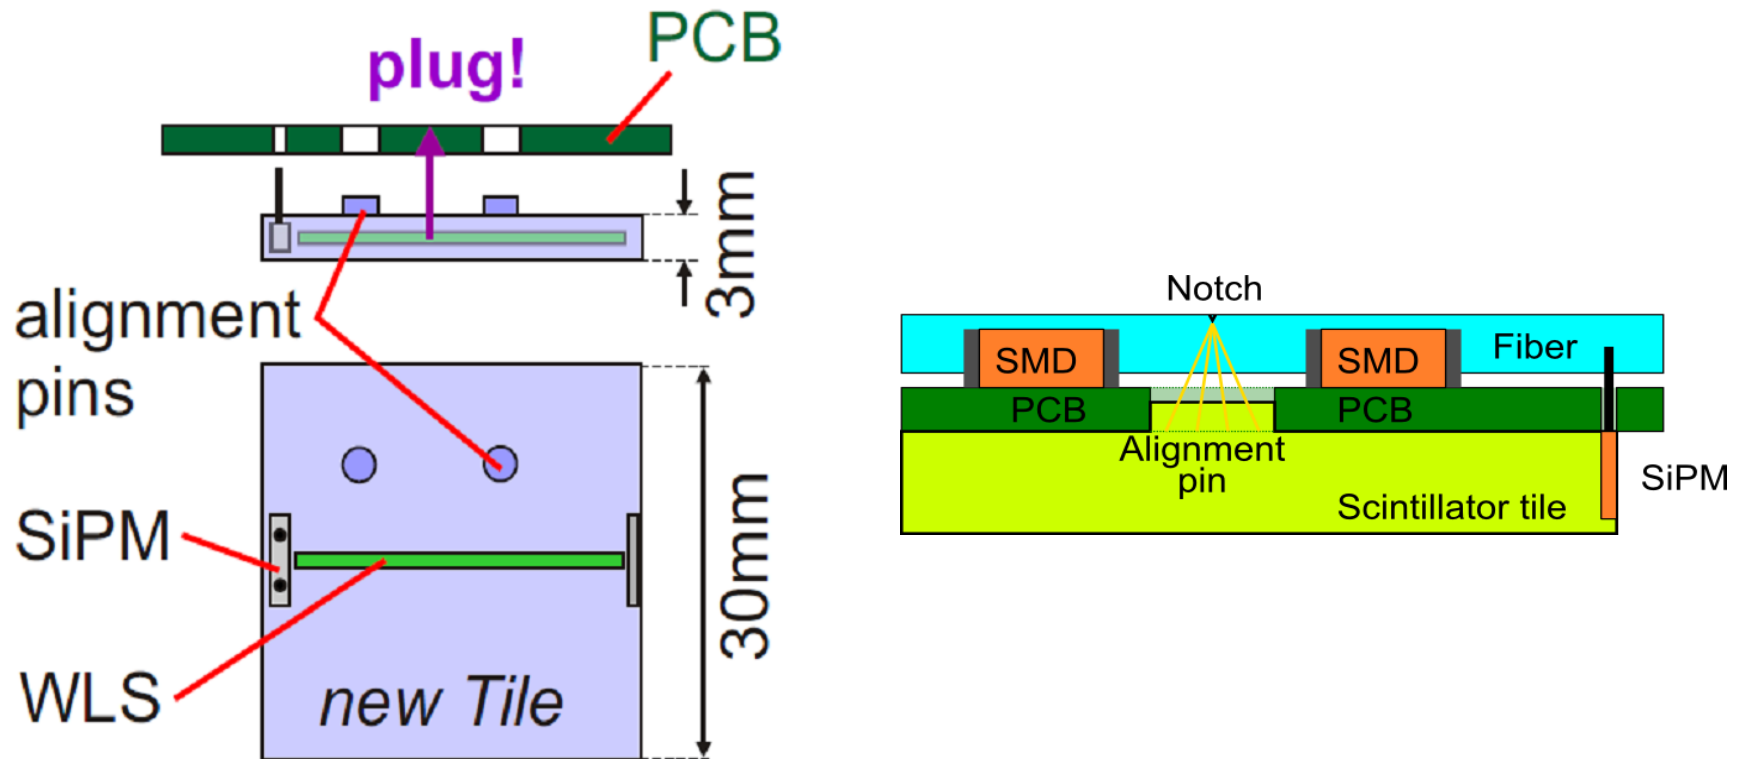 plug!
PCB
3mm
alignment
pins
SiPM
WLS
new Tile
30mm
Notch
SMD
SMD
Fiber
PCB
PCB
Alignment
pin
SiPM
Scintillator tile